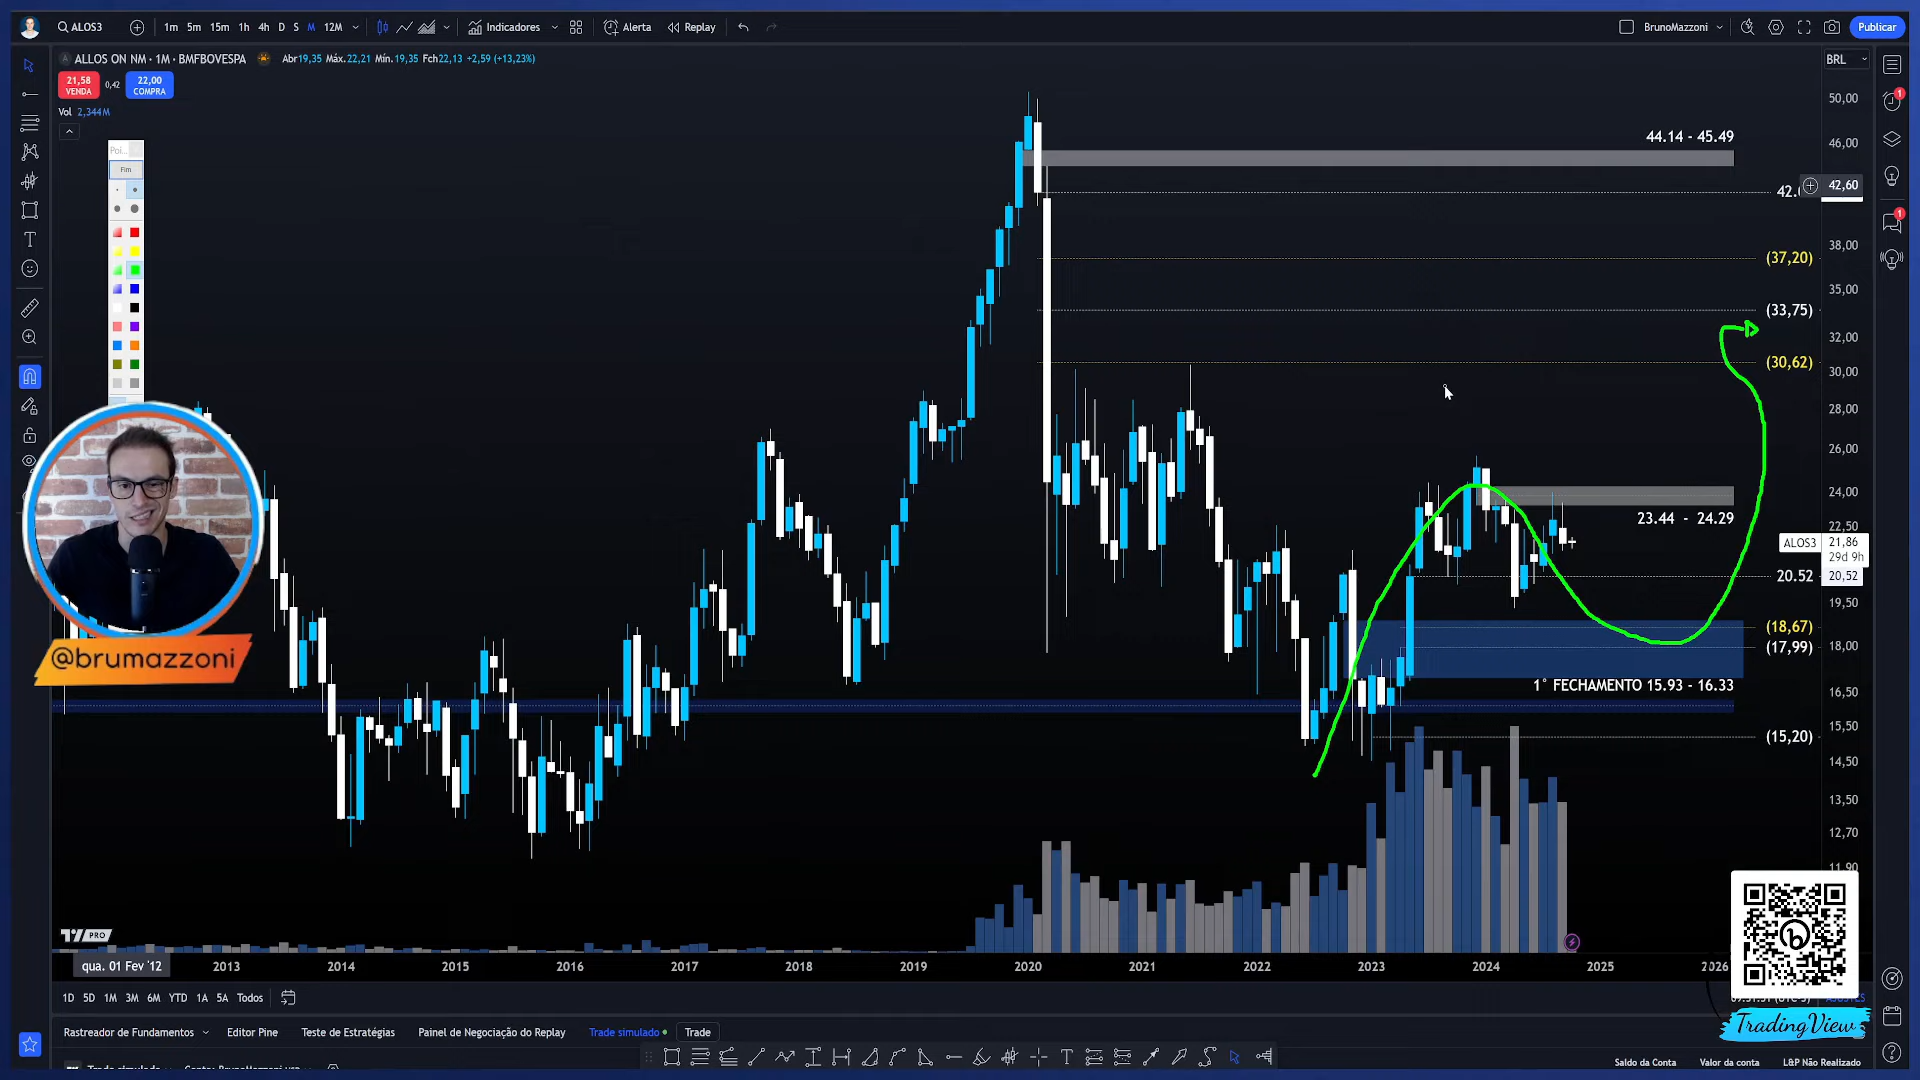 ALOS3
1m 5m 15m 1h 4h D S M 12M
Indicadores
Alerta
Replay
BrunoMazzoni
Publicar
ALLOS ON NM · 1M · BMFBOVESPA
Abr19,35 Máx.22,21 Mín.19,35 Fch22,13 +2,59 (+13,23%)
BRL
21,58
VENDA
0,42
22,00
COMPRA
Vol 2,344M
Pol...
Fim
50,00
46,00
42,60
38,00
35,00
32,00
30,00
28,00
26,00
24,00
22,50
ALOS3 21,86
29d 9h
20,52
19,50
18,00
16,50
15,50
14,50
13,50
12,70
11,90
44.14 - 45.49
(37,20)
(33,75)
(30,62)
23.44 - 24.29
20.52
(18,67)
(17,99)
1° FECHAMENTO 15.93 - 16.33
(15,20)
@brumazzoni
PRO
qua. 01 Fev '12
2013 2014 2015 2016 2017 2018 2019 2020 2021 2022 2023 2024 2025 2026
1D 5D 1M 3M 6M YTD 1A 5A Todos
TradingView
Rastreador de Fundamentos
Editor Pine
Teste de Estratégias
Painel de Negociação do Replay
Trade simulado
Trade
Saldo da Conta
Valor da conta
L&P Não Realizado